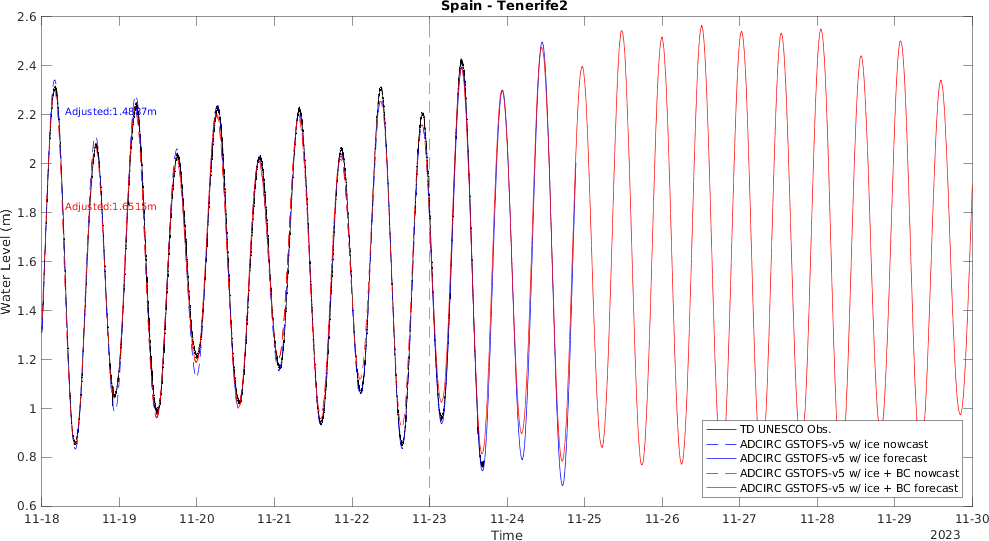 Spain - Tenerife2
2.6
2.4
2.2
2
1.8
1.6
1.4
1.2
1
0.8
0.6
Water Level (m)
Adjusted:1.4887m
Adjusted:1.6515m
TD UNESCO Obs.
ADCIRC GSTOFS-v5 w/ ice nowcast
ADCIRC GSTOFS-v5 w/ ice forecast
ADCIRC GSTOFS-v5 w/ ice + BC nowcast
ADCIRC GSTOFS-v5 w/ ice + BC forecast
11-18 11-19 11-20 11-21 11-22 11-23 11-24 11-25 11-26 11-27 11-28 11-29 11-30
Time
2023